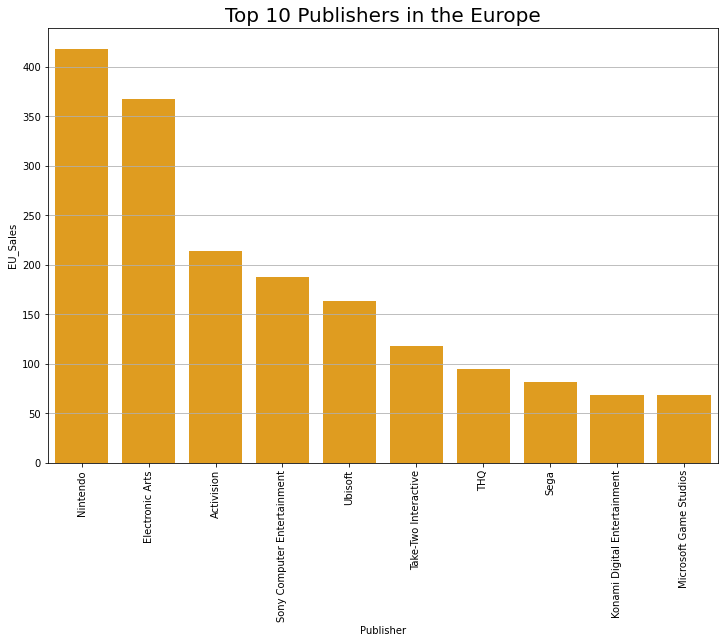 Top 10 Publishers in the Europe
EU_Sales
400
350
300
250
200
150
100
50
0
Nintendo
Electronic Arts
Activision
Sony Computer Entertainment
Ubisoft
Take-Two Interactive
THQ
Sega
Konami Digital Entertainment
Microsoft Game Studios
Publisher